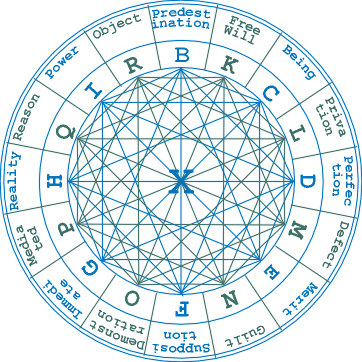 Predest
ination
Free
Will
Being
Priva
tion
Perfec
tion
Defect
Merit
Guilt
Supposi
tion
Demonst
ration
Immedi
ate
Media
ted
Reality
Reason
Power
Object
B
K
C
L
D
M
E
N
F
O
G
P
H
Q
I
R
X